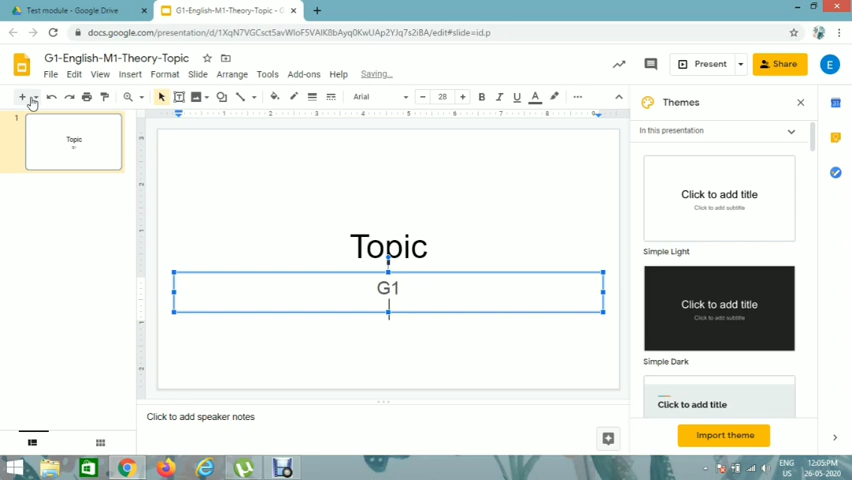 Test module - Google Drive
G1-English-M1-Theory-Topic - G
docs.google.com/presentation/d/1XqN7VGCsct5avWIoF5VAIK8bAyq0KwUAp2YJq7s2iBA/edit#slide=id.p
G1-English-M1-Theory-Topic
File Edit View Insert Format Slide Arrange Tools Add-ons Help Saving...
Present
Share
E
Arial
28
B I U A
1
Topic
G1
Topic
G1
Click to add speaker notes
Themes
In this presentation
Click to add title
Click to add subtitle
Simple Light
Click to add title
Click to add subtitle
Simple Dark
Click to add title
Import theme
ENG
US
12:05 PM
26-05-2020